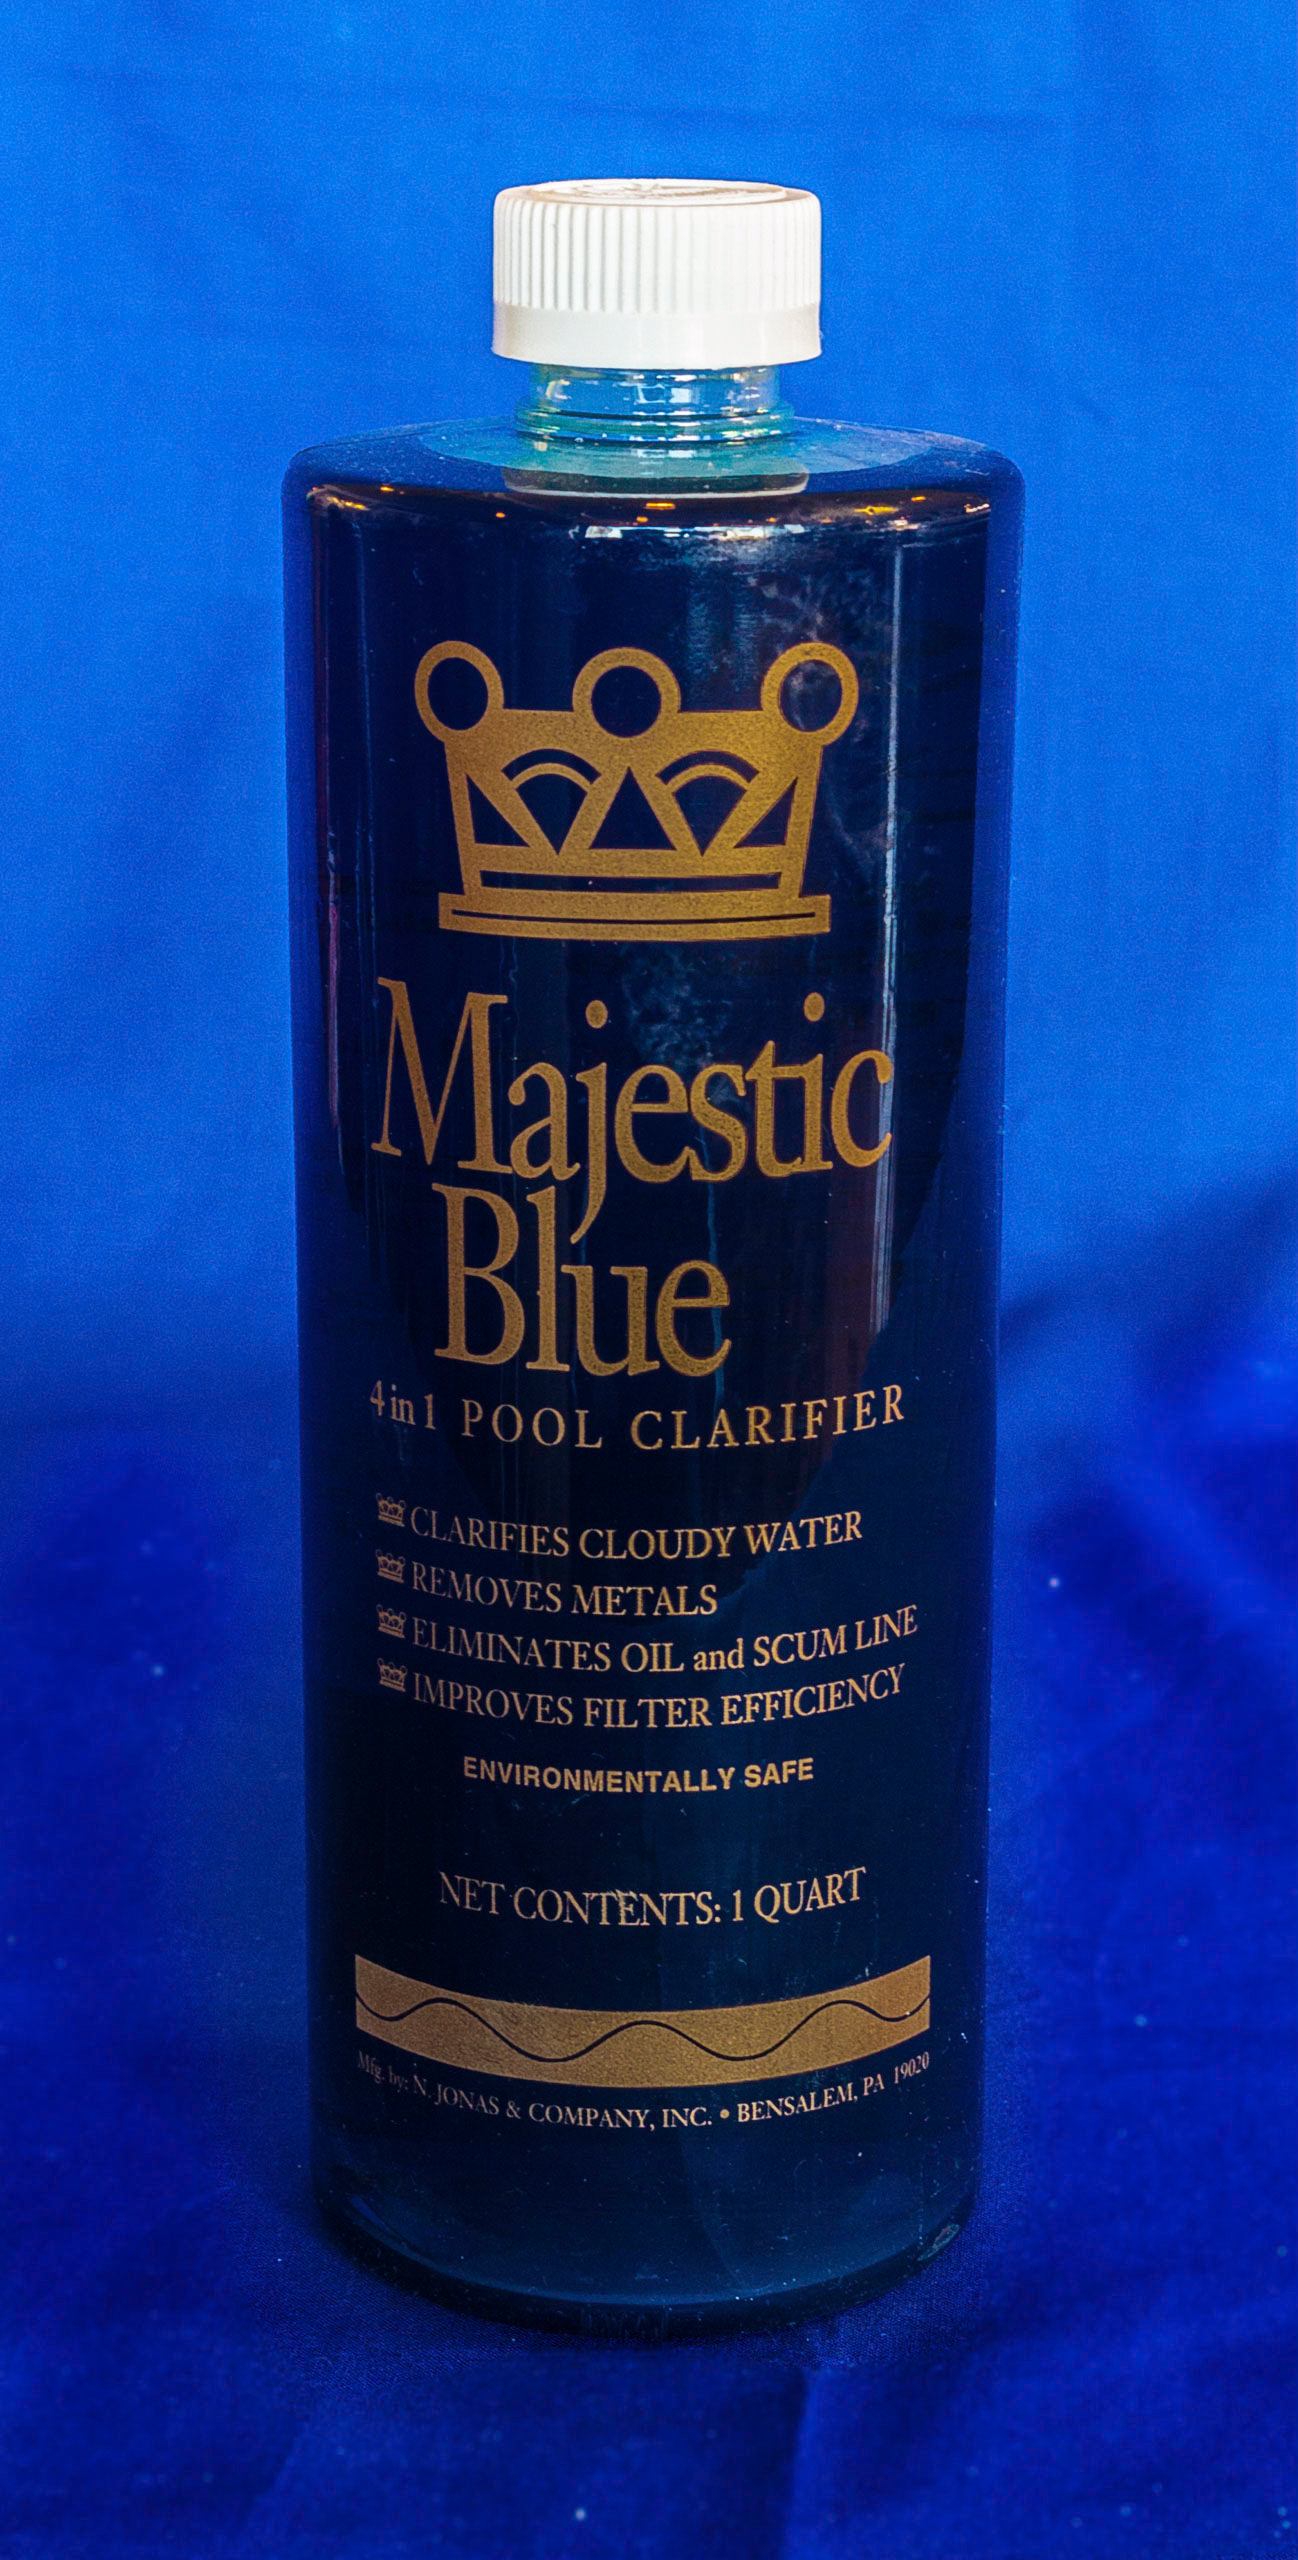 Majestic
Blue
4 in 1 POOL CLARIFIER
CLARIFIES CLOUDY WATER
REMOVES METALS
ELIMINATES OIL and SCUM LINE
IMPROVES FILTER EFFICIENCY
ENVIRONMENTALLY SAFE
NET CONTENTS: 1 QUART
Mfg. by: N. JONAS & COMPANY, INC. • BENSALEM, PA 19020